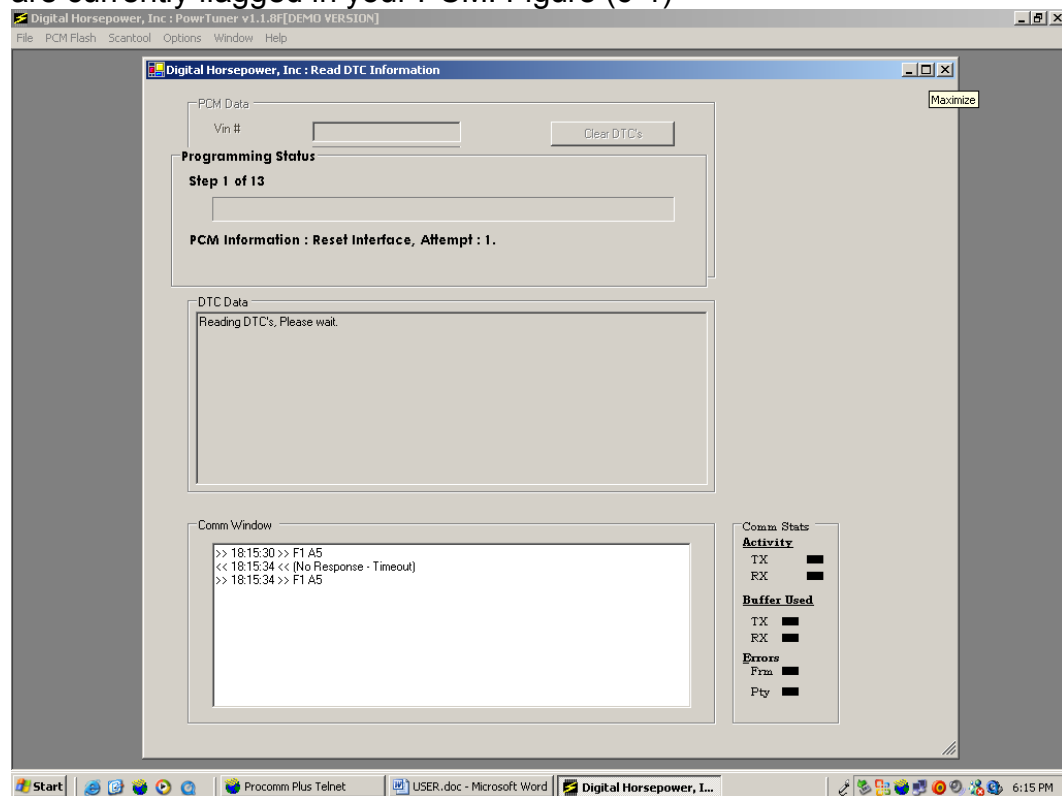 are currently flagged in your PCM. Figure (3-1)
Digital Horsepower, Inc : PowrTuner v1.1.8F[DEMO VERSION]
File PCM Flash Scantool Options Window Help
Digital Horsepower, Inc : Read DTC Information
Maximize
PCM Data
Vin #
Clear DTC's
Programming Status
Step 1 of 13
PCM Information : Reset Interface, Attempt : 1.
DTC Data
Reading DTC's, Please wait.
Comm Window
>> 18:15:30 >> F1 A5
<< 18:15:34 << (No Response - Timeout)
>> 18:15:34 >> F1 A5
Comm Stats
Activity
TX
RX
Buffer Used
TX
RX
Errors
Frm
Pty
Start Procomm Plus Telnet USER.doc - Microsoft Word Digital Horsepower, I... 6:15 PM